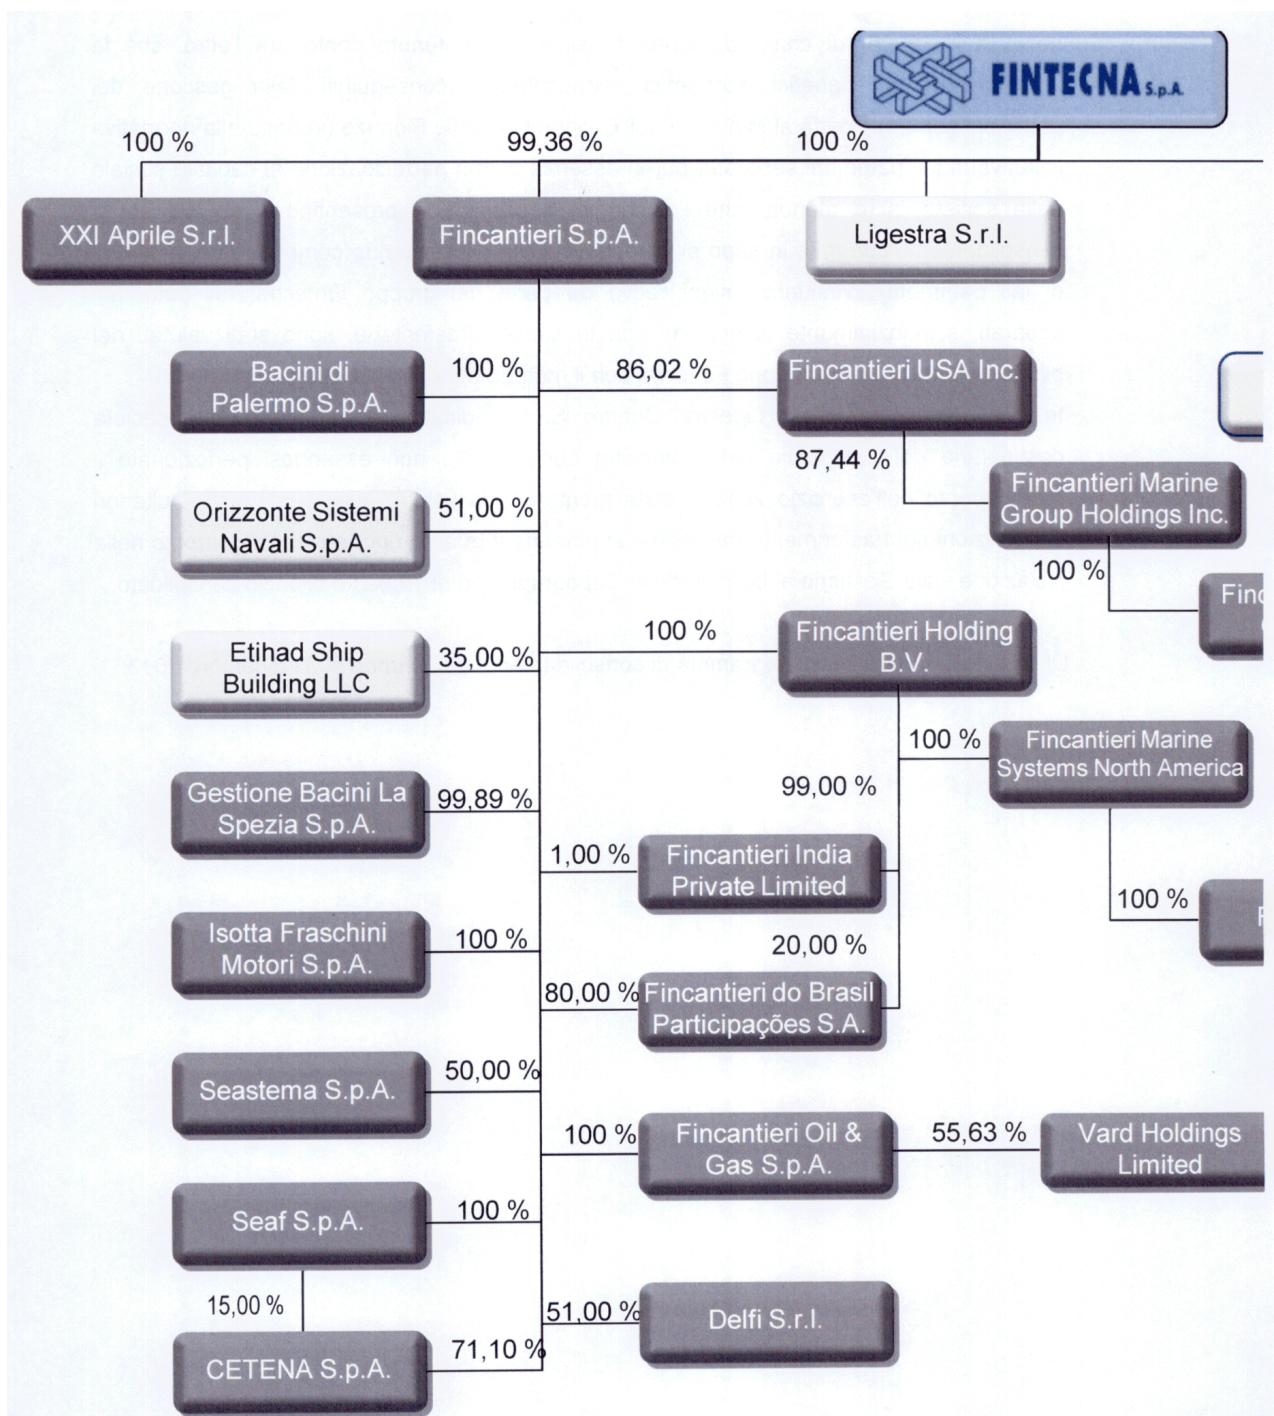 FINTECNA S.p.A.
100 %
99,36 %
100 %
XXI Aprile S.r.l.
Fincantieri S.p.A.
Ligestra S.r.l.
Bacini di
Palermo S.p.A.
100 %
86,02 %
Fincantieri USA Inc.
87,44 %
Fincantieri Marine
Group Holdings Inc.
Orizzonte Sistemi
Navali S.p.A.
51,00 %
100 %
Etihad Ship
Building LLC
35,00 %
100 %
Fincantieri Holding
B.V.
100 %
Fincantieri Marine
Systems North America
99,00 %
Gestione Bacini La
Spezia S.p.A.
99,89 %
1,00 %
Fincantieri India
Private Limited
100 %
Isotta Fraschini
Motori S.p.A.
100 %
20,00 %
80,00 %
Fincantieri do Brasil
Participações S.A.
Seastema S.p.A.
50,00 %
100 %
Fincantieri Oil &
Gas S.p.A.
55,63 %
Vard Holdings
Limited
Seaf S.p.A.
100 %
15,00 %
51,00 %
Delfi S.r.l.
CETENA S.p.A.
71,10 %